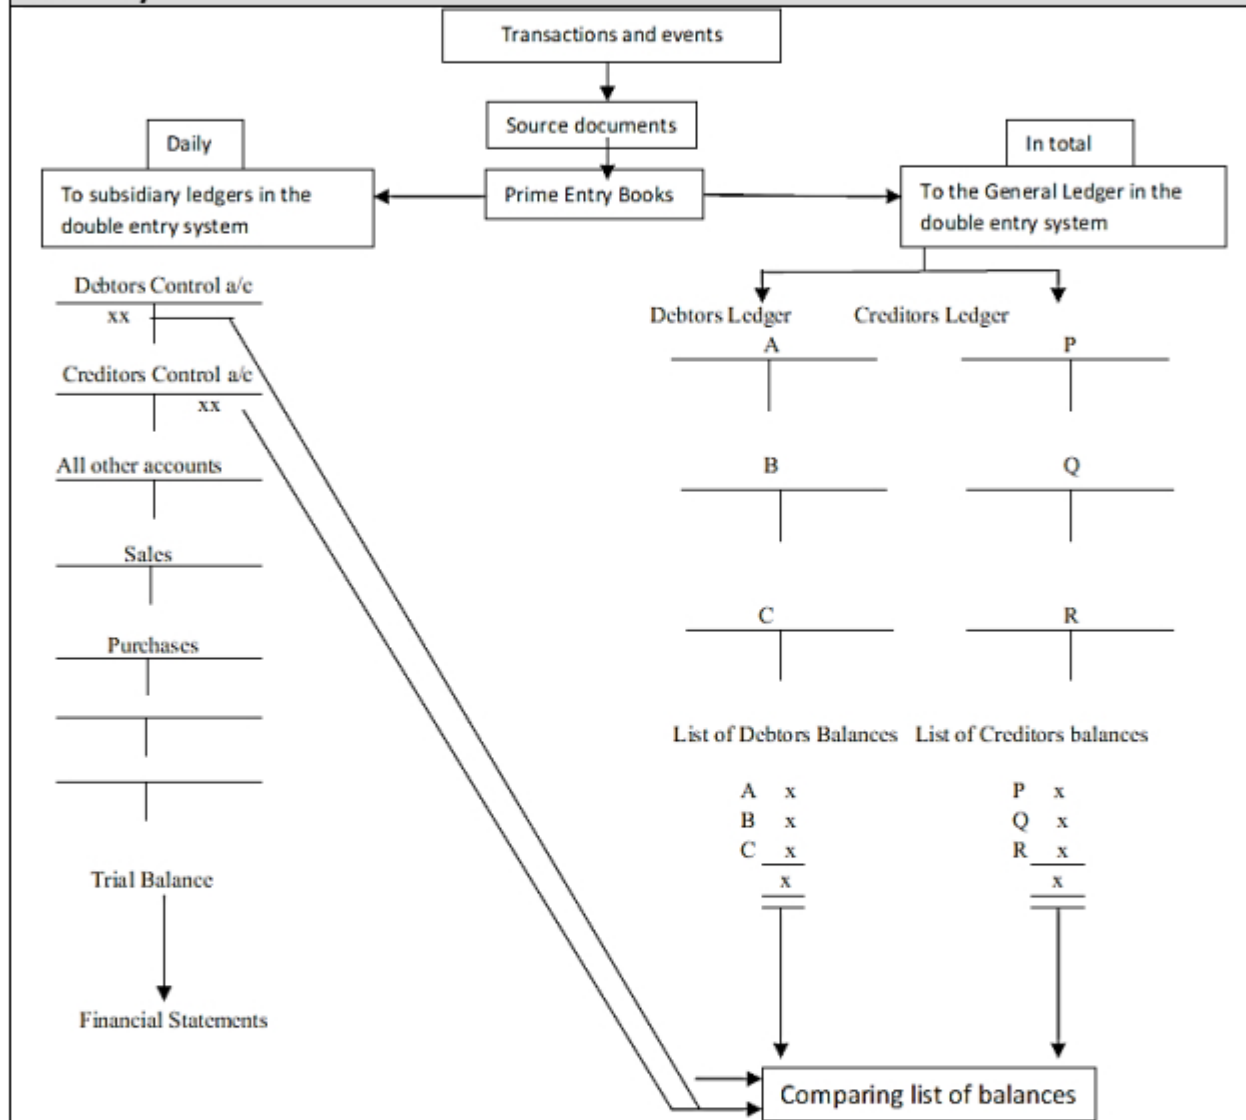 Transactions and events
Source documents
Daily
In total
To subsidiary ledgers in the
double entry system
Prime Entry Books
To the General Ledger in the
double entry system
Debtors Control a/c
xx
Creditors Control a/c
xx
All other accounts
Sales
Purchases
Trial Balance
Financial Statements
Debtors Ledger
Creditors Ledger
A
P
B
Q
C
R
List of Debtors Balances
List of Creditors balances
A x
B x
C x
x
P x
Q x
R x
x
Comparing list of balances